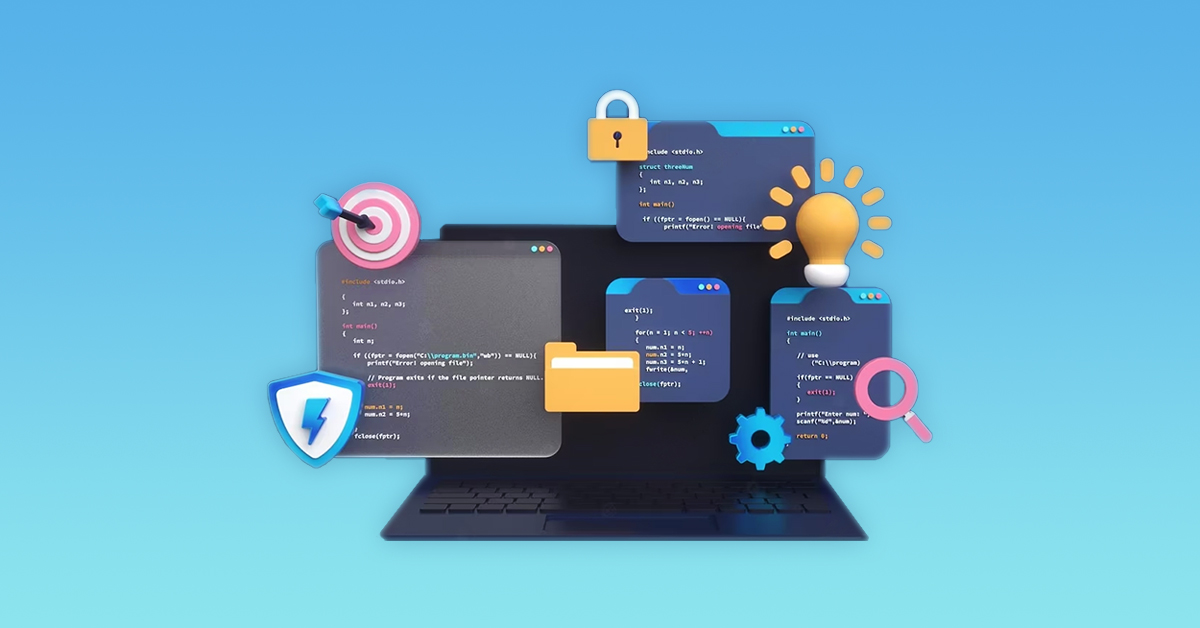 #include <stdio.h>
{
int n1, n2, n3;
};
int main()
{
int n;
if ((fptr = fopen("C:\\program.bin","wb")) == NULL){
printf("Error! opening file");
// Program exits if the file pointer returns NULL.
exit(1);
num.n1 = n;
num.n2 = 5*n;
fclose(fptr);
nclude <stdio.h>
struct threeNum
{
int n1, n2, n3;
};
int main()
if ((fptr = fopen() == NULL){
printf("Error! opening file"
exit(1);
}
for(n = 1; n < 5; ++n)
{
num.n1 = n;
num.n2 = 5*n;
num.n3 = 5*n + 1;
fwrite(&num,
close(fptr);
#include <stdio.h>
int main()
{
// use
("C:\\program)
if(fptr == NULL)
{
exit(1);
}
printf("Enter num: "
scanf("%d",&num);
return 0;